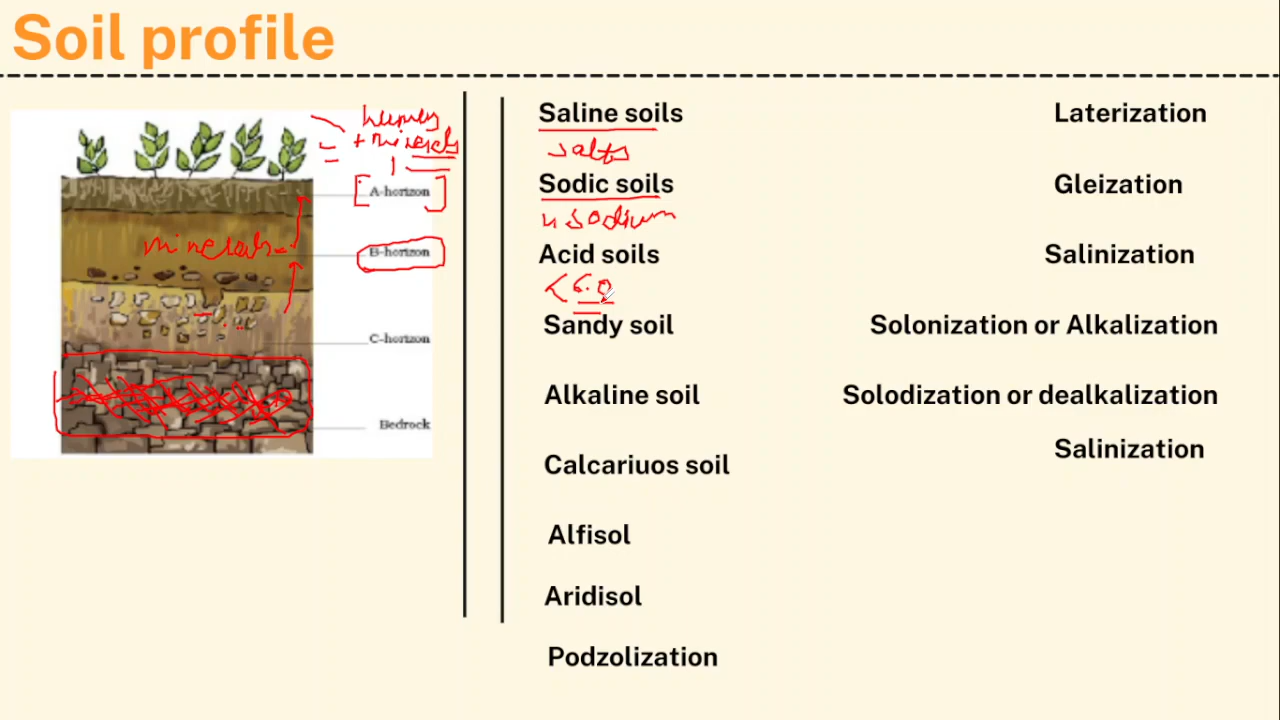 Soil profile
humus
+ minerals
A-horizon
minerals
B-horizon
C-horizon
Bedrock
Saline soils
salts
Sodic soils
sodium
Acid soils
<6.0
Sandy soil
Alkaline soil
Calcariuos soil
Alfisol
Aridisol
Podzolization
Laterization
Gleization
Salinization
Solonization or Alkalization
Solodization or dealkalization
Salinization